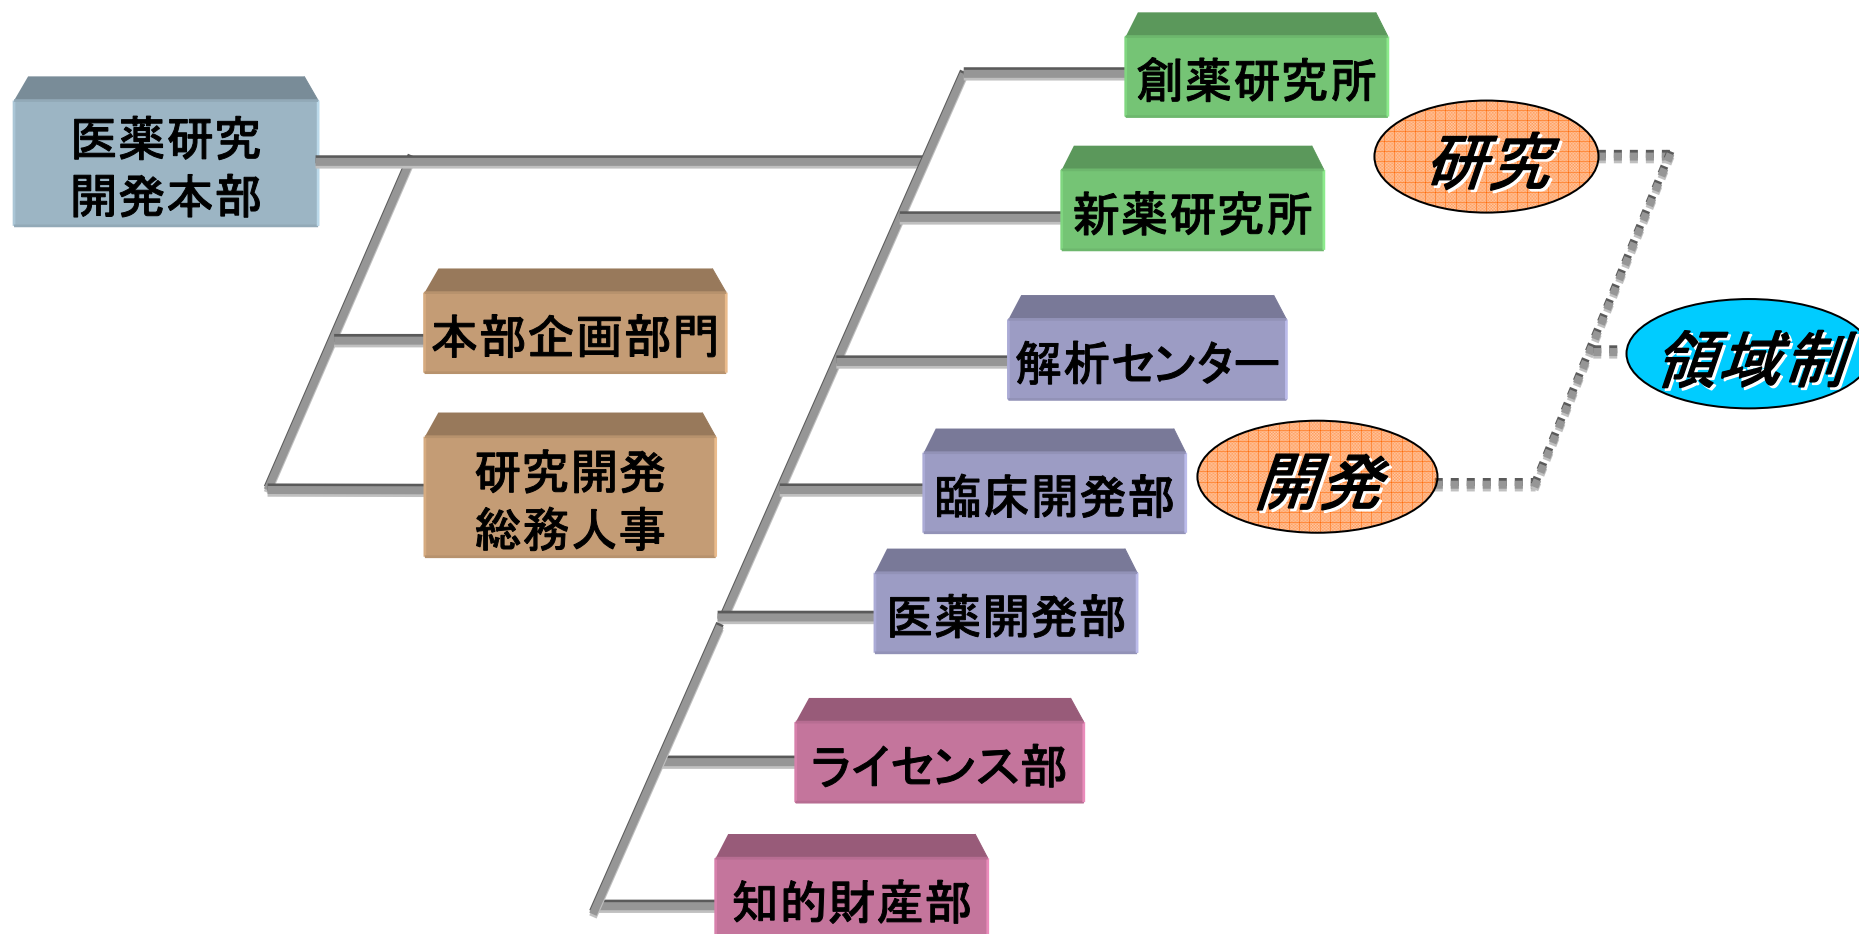 医薬研究
開発本部
本部企画部門
研究開発
総務人事
創薬研究所
新薬研究所
研究
解析センター
領域制
臨床開発部
開発
医薬開発部
ライセンス部
知的財産部